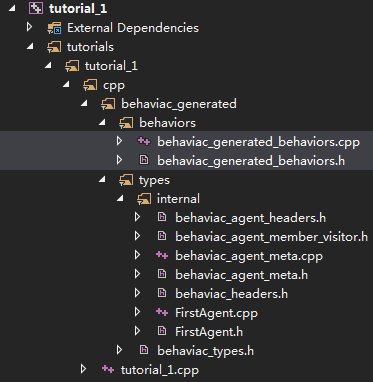 tutorial_1
External Dependencies
tutorials
tutorial_1
cpp
behaviac_generated
behaviors
behaviac_generated_behaviors.cpp
behaviac_generated_behaviors.h
types
internal
behaviac_agent_headers.h
behaviac_agent_member_visitor.h
behaviac_agent_meta.cpp
behaviac_agent_meta.h
behaviac_headers.h
FirstAgent.cpp
FirstAgent.h
behaviac_types.h
tutorial_1.cpp